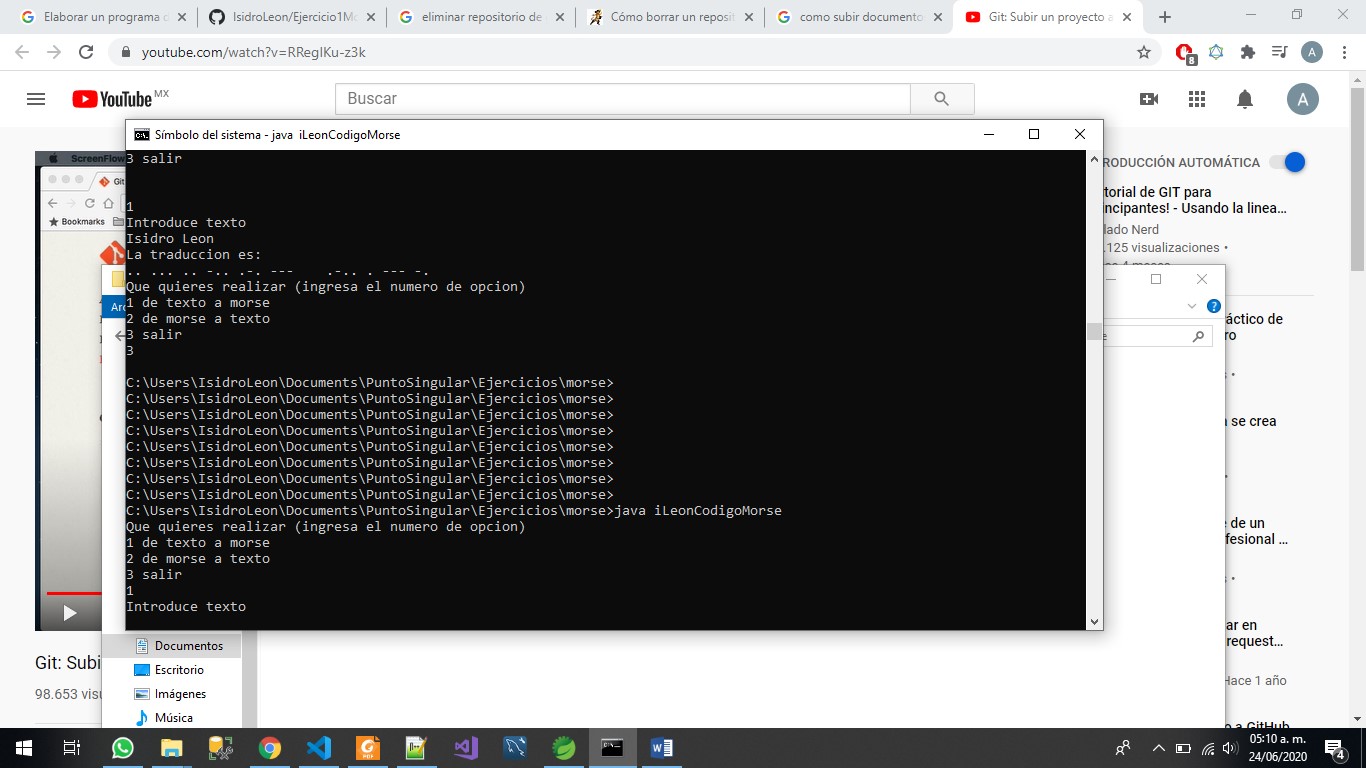 Elaborar un programa d
IsidroLeon/Ejercicio1Mo
eliminar repositorio de
Cómo borrar un reposit
como subir documento
Git: Subir un proyecto a
youtube.com/watch?v=RRegIKu-z3k
8
A
YouTube MX
Buscar
A
ScreenFlow
Git
Bookmarks
Símbolo del sistema - java iLeonCodigoMorse
3 salir
1
Introduce texto
Isidro Leon
La traduccion es:
.. ... .. -.. .-. ---    .-.. . --- -.
Que quieres realizar (ingresa el numero de opcion)
1 de texto a morse
2 de morse a texto
3 salir
3
C:\Users\IsidroLeon\Documents\PuntoSingular\Ejercicios\morse>
C:\Users\IsidroLeon\Documents\PuntoSingular\Ejercicios\morse>
C:\Users\IsidroLeon\Documents\PuntoSingular\Ejercicios\morse>
C:\Users\IsidroLeon\Documents\PuntoSingular\Ejercicios\morse>
C:\Users\IsidroLeon\Documents\PuntoSingular\Ejercicios\morse>
C:\Users\IsidroLeon\Documents\PuntoSingular\Ejercicios\morse>
C:\Users\IsidroLeon\Documents\PuntoSingular\Ejercicios\morse>
C:\Users\IsidroLeon\Documents\PuntoSingular\Ejercicios\morse>
C:\Users\IsidroLeon\Documents\PuntoSingular\Ejercicios\morse>java iLeonCodigoMorse
Que quieres realizar (ingresa el numero de opcion)
1 de texto a morse
2 de morse a texto
3 salir
1
Introduce texto
RODUCCIÓN AUTOMÁTICA
torial de GIT para
incipantes! - Usando la linea...
lado Nerd
.125 visualizaciones •
áctico de
ro
a se crea
e de un
fesional ...
ar en
request...
Hace 1 año
o a GitHub
Arc
Documentos
Escritorio
Imágenes
Música
Git: Subi
98.653 visu
05:10 a. m.
24/06/2020
4